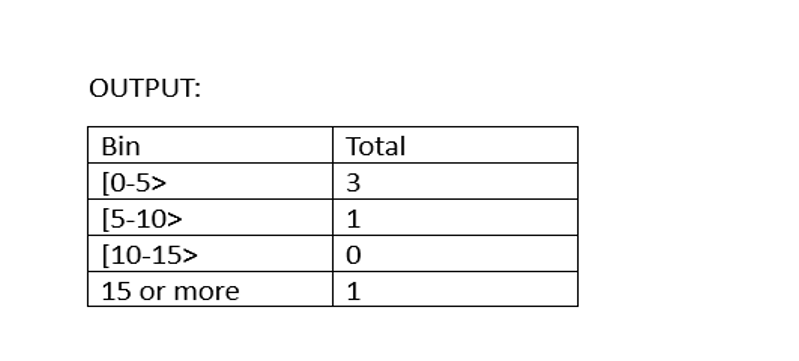 OUTPUT:
Bin Total
[0-5> 3
[5-10> 1
[10-15> 0
15 or more 1